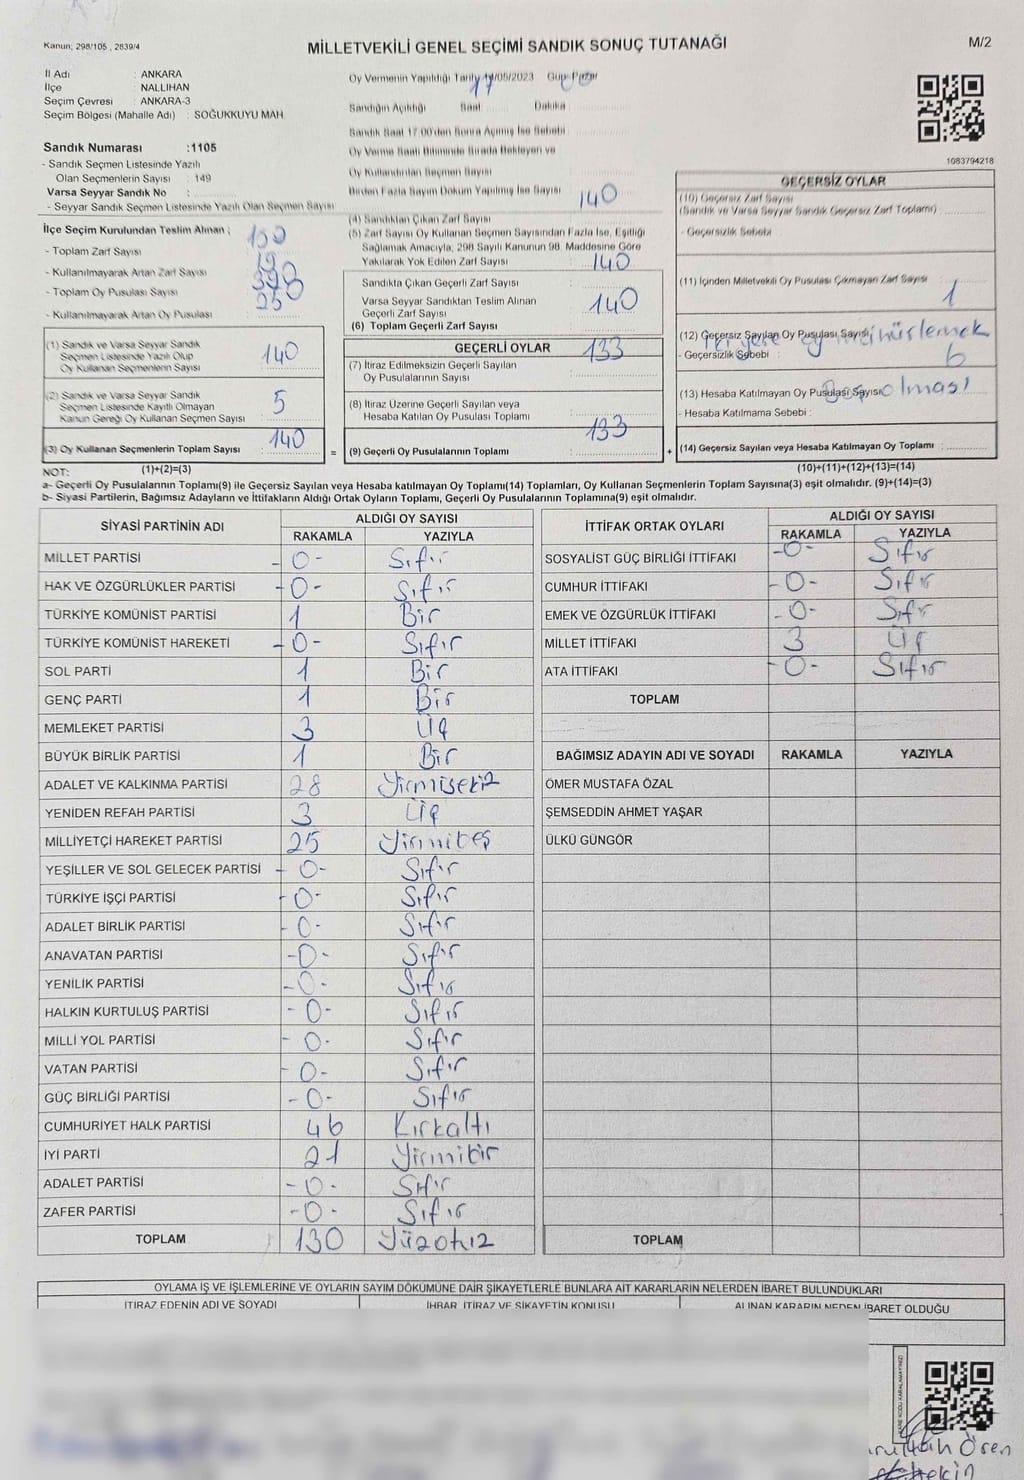 Kanun; 298/105 , 2839/4
MİLLETVEKİLİ GENEL SEÇİMİ SANDIK SONUÇ TUTANAĞI
M/2
İl Adı : ANKARA
İlçe : NALLIHAN
Seçim Çevresi : ANKARA-3
Seçim Bölgesi (Mahalle Adı) : SOĞUKKUYU MAH
Sandık Numarası :1105
- Sandık Seçmen Listesinde Yazılı
Olan Seçmenlerin Sayısı : 149
Varsa Seyyar Sandık No :
- Seyyar Sandık Seçmen Listesinde Yazılı Olan Seçmen Sayısı
İlçe Seçim Kurulundan Teslim Alınan ;
- Toplam Zarf Sayısı
- Kullanılmayarak Artan Zarf Sayısı
- Toplam Oy Pusulası Sayısı
- Kullanılmayarak Artan Oy Pusulası :
(1) Sandık ve Varsa Seyyar Sandık
Seçmen Listesinde Yazılı Olup
Oy Kullanan Seçmenlerin Sayısı : 140
(2) Sandık ve Varsa Seyyar Sandık
Seçmen Listesinde Kayıtlı Olmayan
Kanun Gereği Oy Kullanan Seçmen Sayısı : 5
(3) Oy Kullanan Seçmenlerin Toplam Sayısı : 140
Oy Vermenin Yapıldığı Tarih 14/05/2023 Gün Pazar
Sandığın Açıldığı Saat Dakika
Sandık Saat 17.00'den Sonra Açılmış İse Sebebi
Oy Verme Saati Bitiminde Sırada Bekleyen ve
Oy Kullandırılan Seçmen Sayısı
Birden Fazla Sayım Döküm Yapılmış İse Sayısı
(4) Sandıktan Çıkan Zarf Sayısı : 140
(5) Zarf Sayısı Oy Kullanan Seçmen Sayısından Fazla İse, Eşitliği
Sağlamak Amacıyla, 298 Sayılı Kanunun 98. Maddesine Göre
Yakılarak Yok Edilen Zarf Sayısı :
Sandıkta Çıkan Geçerli Zarf Sayısı : 140
Varsa Seyyar Sandıktan Teslim Alınan
Geçerli Zarf Sayısı :
(6) Toplam Geçerli Zarf Sayısı : 140
GEÇERLİ OYLAR
(7) İtiraz Edilmeksizin Geçerli Sayılan
Oy Pusulalarının Sayısı : 133
(8) İtiraz Üzerine Geçerli Sayılan veya
Hesaba Katılan Oy Pusulası Toplamı :
= (9) Geçerli Oy Pusulalarının Toplamı : 133
1083794218
GEÇERSİZ OYLAR
(10) Geçersiz Zarf Sayısı
(Sandık ve Varsa Seyyar Sandık Geçersiz Zarf Toplamı) :
- Geçersizlik Sebebi :
(11) İçinden Milletvekili Oy Pusulası Çıkmayan Zarf Sayısı : 1
(12) Geçersiz Sayılan Oy Pusulası Sayısı
- Geçersizlik Sebebi : 6
(13) Hesaba Katılmayan Oy Pusulası Sayısı olması
- Hesaba Katılmama Sebebi :
+ (14) Geçersiz Sayılan veya Hesaba Katılmayan Oy Toplamı :
NOT: (1)+(2)=(3) (10)+(11)+(12)+(13)=(14)
a- Geçerli Oy Pusulalarının Toplamı(9) ile Geçersiz Sayılan veya Hesaba katılmayan Oy Toplamı(14) Toplamları, Oy Kullanan Seçmenlerin Toplam Sayısına(3) eşit olmalıdır. (9)+(14)=(3)
b- Siyasi Partilerin, Bağımsız Adayların ve İttifakların Aldığı Ortak Oyların Toplamı, Geçerli Oy Pusulalarının Toplamına(9) eşit olmalıdır.
SİYASİ PARTİNİN ADI ALDIĞI OY SAYISI
RAKAMLA YAZIYLA
MİLLET PARTİSİ -0- Sıfır
HAK VE ÖZGÜRLÜKLER PARTİSİ -0- Sıfır
TÜRKİYE KOMÜNİST PARTİSİ 1 Bir
TÜRKİYE KOMÜNİST HAREKETİ -0- Sıfır
SOL PARTİ 1 Bir
GENÇ PARTİ 1 Bir
MEMLEKET PARTİSİ 3 Üç
BÜYÜK BİRLİK PARTİSİ 1 Bir
ADALET VE KALKINMA PARTİSİ 28 Yirmisekiz
YENİDEN REFAH PARTİSİ 3 Üç
MİLLİYETÇİ HAREKET PARTİSİ 25 Yirmibeş
YEŞİLLER VE SOL GELECEK PARTİSİ -0- Sıfır
TÜRKİYE İŞÇİ PARTİSİ -0- Sıfır
ADALET BİRLİK PARTİSİ -0- Sıfır
ANAVATAN PARTİSİ -0- Sıfır
YENİLİK PARTİSİ -0- Sıfır
HALKIN KURTULUŞ PARTİSİ -0- Sıfır
MİLLİ YOL PARTİSİ -0- Sıfır
VATAN PARTİSİ -0- Sıfır
GÜÇ BİRLİĞİ PARTİSİ -0- Sıfır
CUMHURİYET HALK PARTİSİ 46 Kırkaltı
İYİ PARTİ 21 Yirmibir
ADALET PARTİSİ -0- Sıfır
ZAFER PARTİSİ -0- Sıfır
TOPLAM 130 Yüzotuz
İTTİFAK ORTAK OYLARI ALDIĞI OY SAYISI
RAKAMLA YAZIYLA
SOSYALİST GÜÇ BİRLİĞİ İTTİFAKI -0- Sıfır
CUMHUR İTTİFAKI -0- Sıfır
EMEK VE ÖZGÜRLÜK İTTİFAKI -0- Sıfır
MİLLET İTTİFAKI 3 Üç
ATA İTTİFAKI -0- Sıfır
TOPLAM
BAĞIMSIZ ADAYIN ADI VE SOYADI RAKAMLA YAZIYLA
ÖMER MUSTAFA ÖZAL
ŞEMSEDDİN AHMET YAŞAR
ÜLKÜ GÜNGÖR
TOPLAM
OYLAMA İŞ VE İŞLEMLERİNE VE OYLARIN SAYIM DÖKÜMÜNE DAİR ŞİKAYETLERLE BUNLARA AİT KARARLARIN NELERDEN İBARET BULUNDUKLARI
İTİRAZ EDENİN ADI VE SOYADI İHBAR, İTİRAZ VE ŞİKAYETİN KONUSU ALINAN KARARIN NEDEN İBARET OLDUĞU
Ören